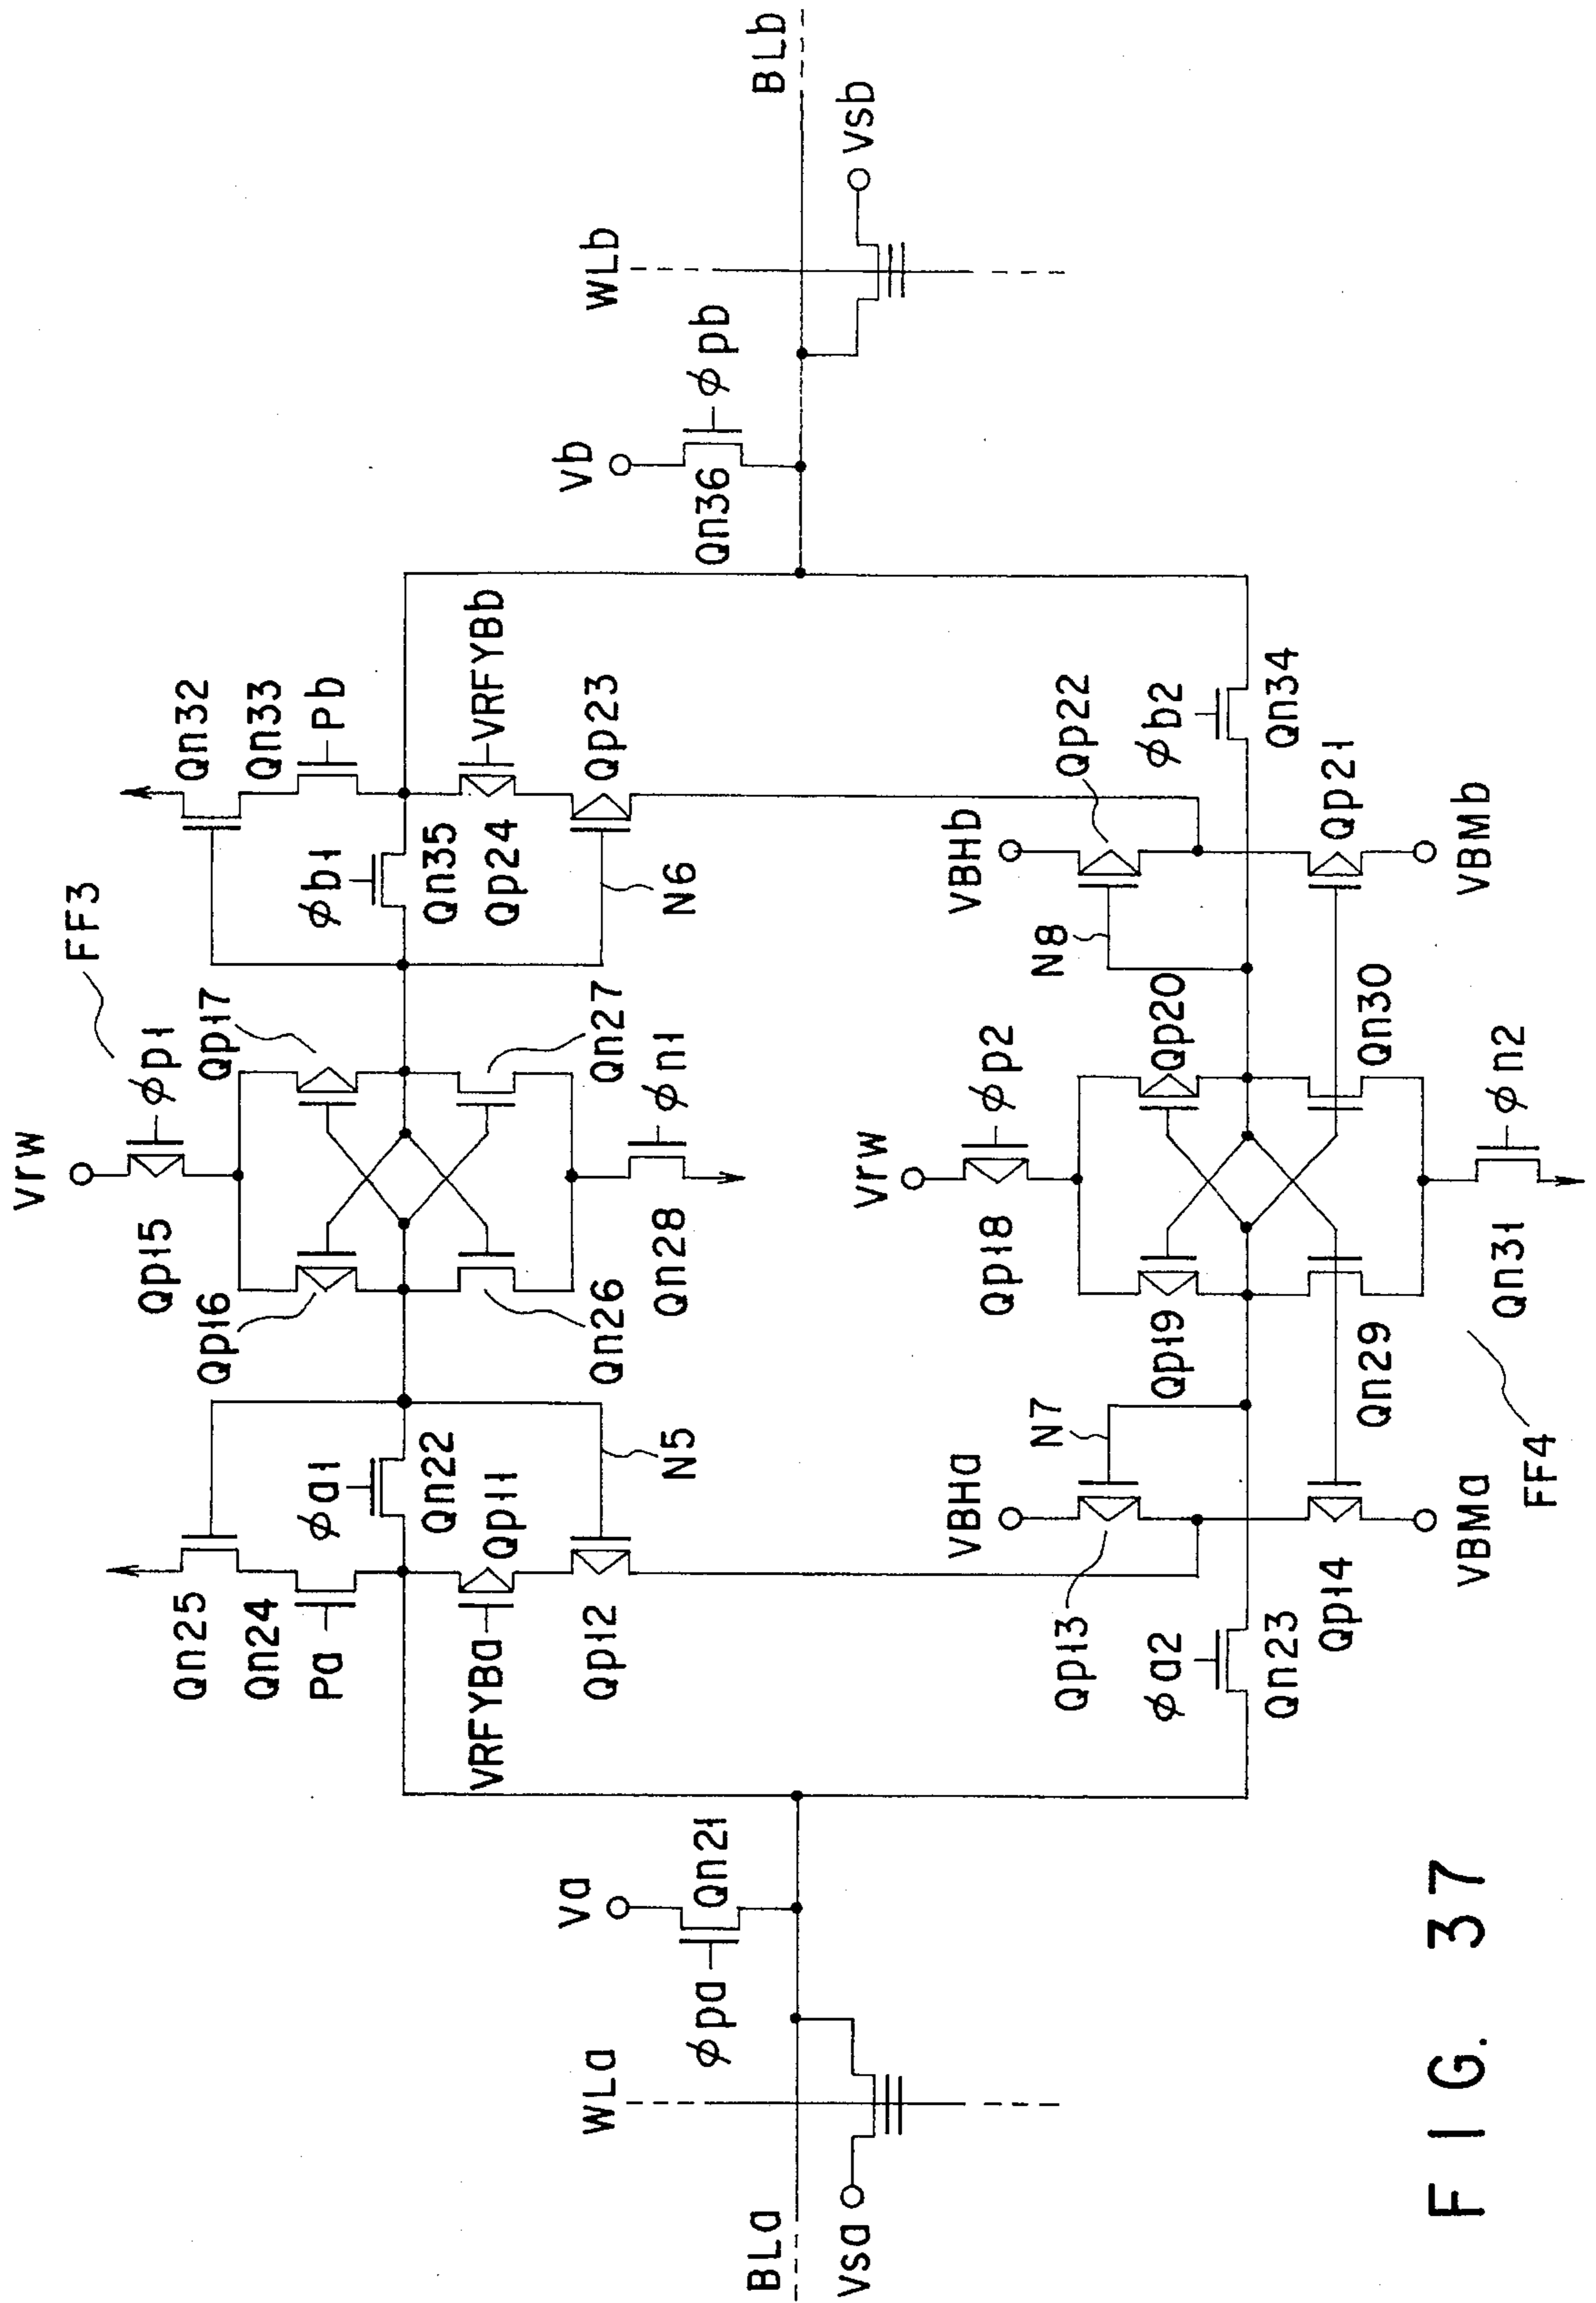 FF3
Vrw
φp1
Qp15
Qp16
Qp17
Qn25
Qn24
Pa
φa1
Qn22
VRFYBa
Qp11
Qp12
N5
Qn26
Qn28
φn1
Qn27
Qn32
Qn33
Pb
φb1
Qn35
VRFYBb
Qp24
Qp23
N6
Va
φpa
Qn21
WLa
BLa
Vsa
Vb
φpb
Qn36
WLb
BLb
Vsb
Vrw
φp2
Qp18
Qp19
Qp20
VBHa
N7
Qp13
φa2
Qn23
Qp14
VBMa
Qn29
Qn31
φn2
Qn30
VBHb
N8
Qp22
φb2
Qn34
Qp21
VBMb
FF4
FIG. 37